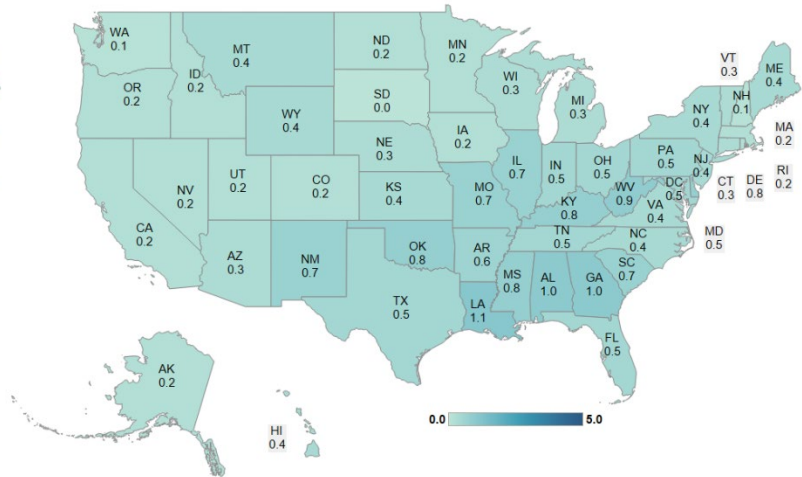 WA
0.1
MT
0.4
ND
0.2
MN
0.2
VT
0.3
ME
0.4
OR
0.2
ID
0.2
SD
0.0
WI
0.3
MI
0.3
NY
0.4
NH
0.1
MA
0.2
WY
0.4
IA
0.2
NE
0.3
PA
0.5
NJ
0.4
CT
0.3
DE
0.8
RI
0.2
NV
0.2
UT
0.2
CO
0.2
KS
0.4
MO
0.7
IL
0.7
IN
0.5
OH
0.5
WV
0.9
DC
0.5
VA
0.4
KY
0.8
MD
0.5
CA
0.2
AZ
0.3
NM
0.7
OK
0.8
AR
0.6
TN
0.5
NC
0.4
SC
0.7
TX
0.5
LA
1.1
MS
0.8
AL
1.0
GA
1.0
FL
0.5
AK
0.2
HI
0.4
0.0
5.0